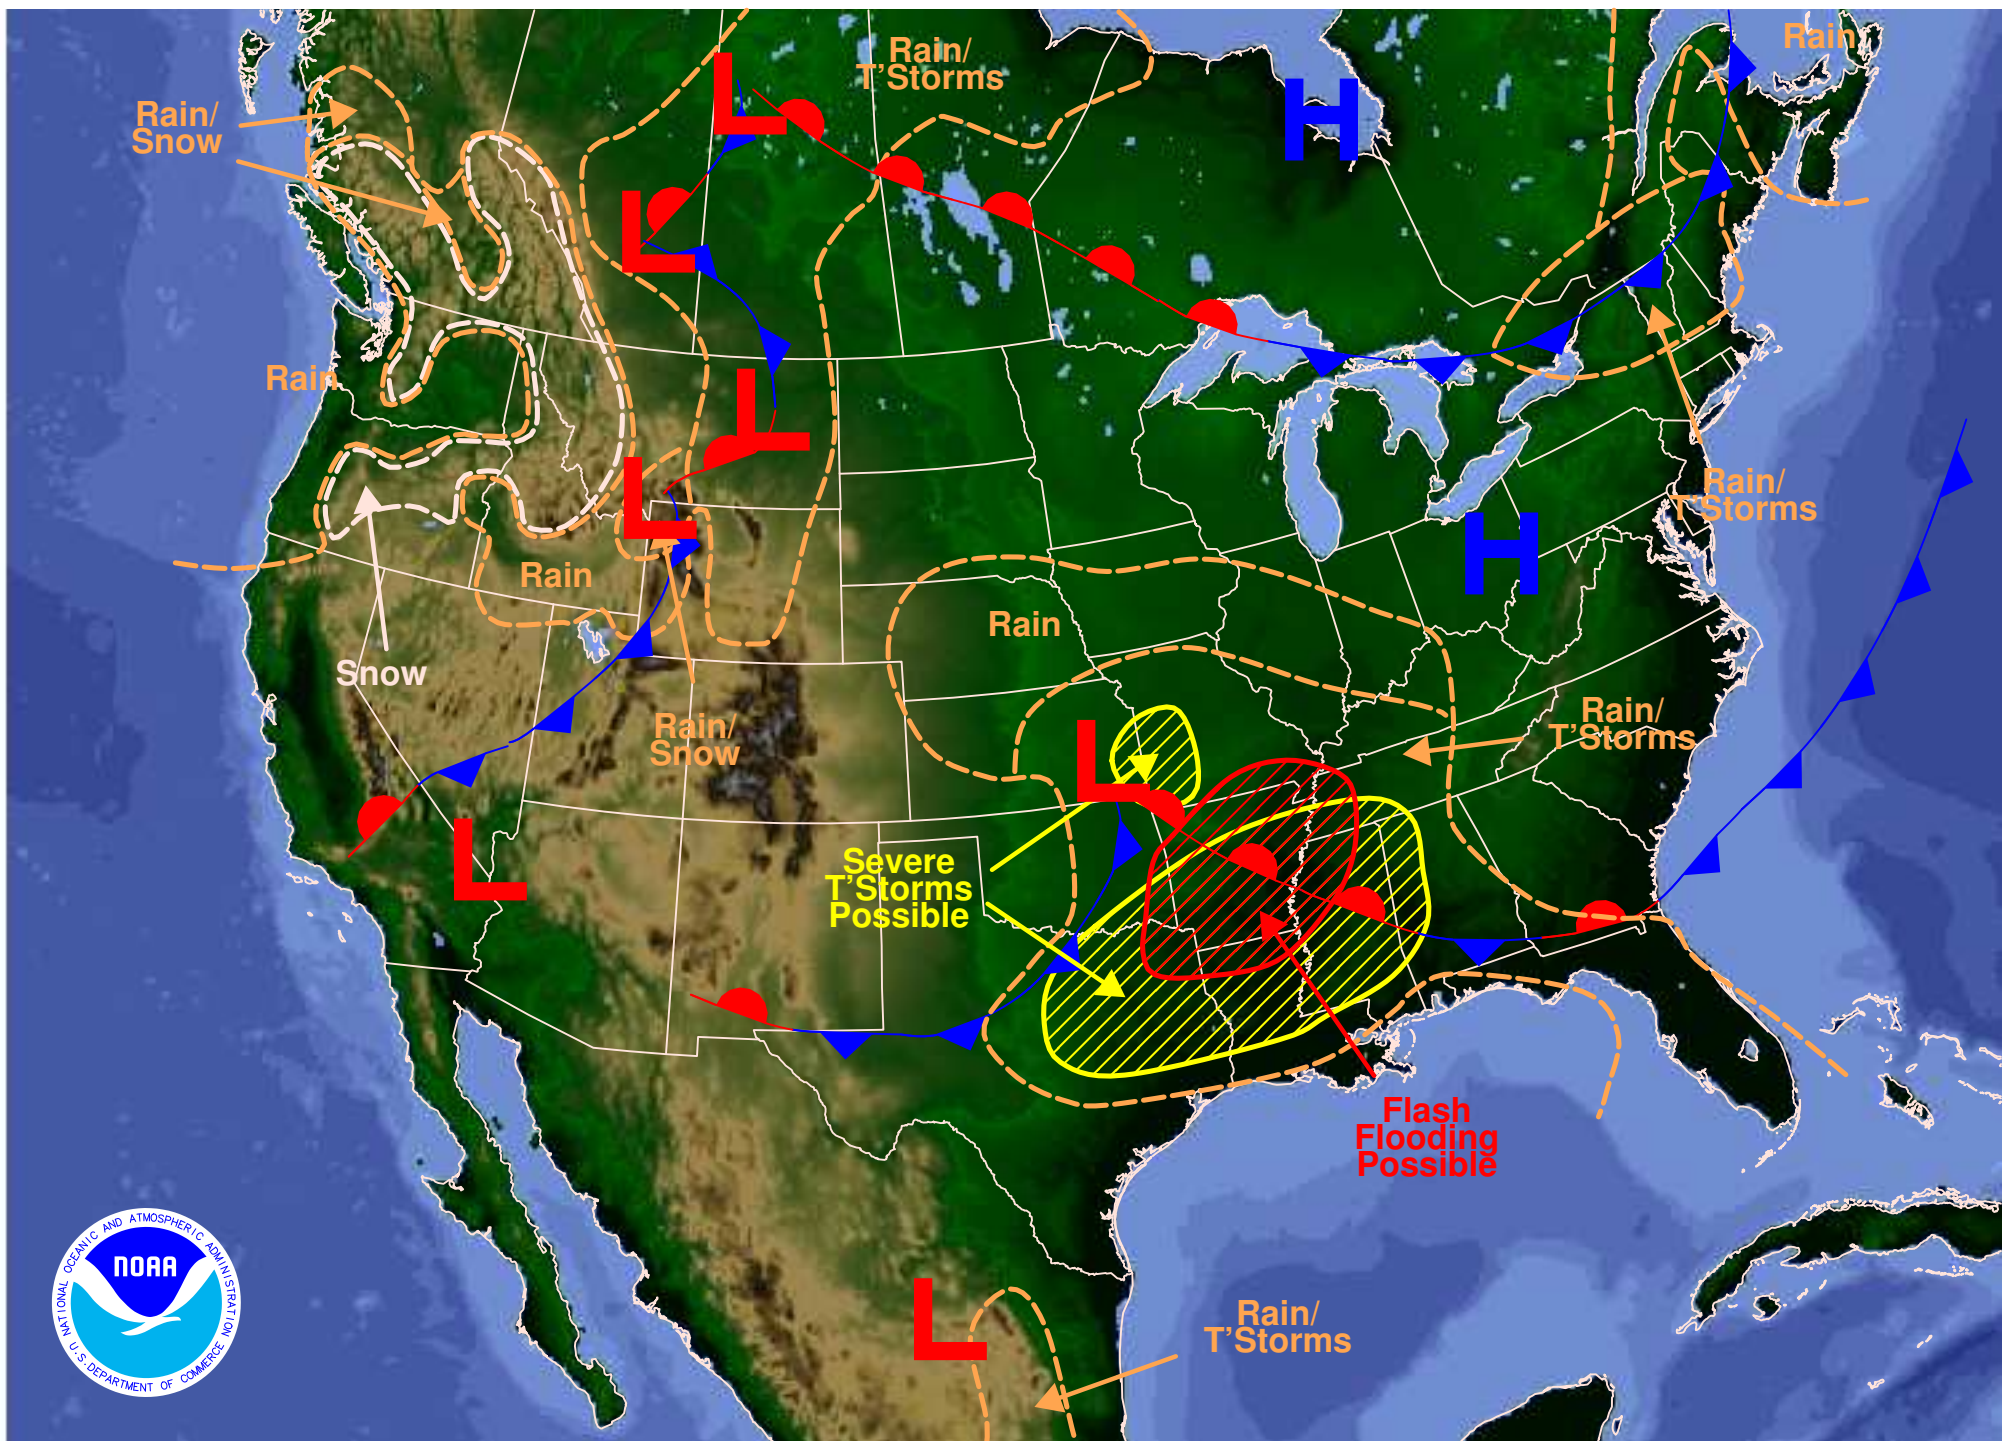 Rain
Rain/
T'Storms
H
L
Rain/
Snow
L
Rain
L
L
Rain/
T'Storms
H
Rain
Rain
Snow
Rain/
Snow
Rain/
T'Storms
L
L
Severe
T'Storms
Possible
Flash
Flooding
Possible
L
Rain/
T'Storms
NATIONAL OCEANIC AND ATMOSPHERIC ADMINISTRATION
NOAA
U.S. DEPARTMENT OF COMMERCE